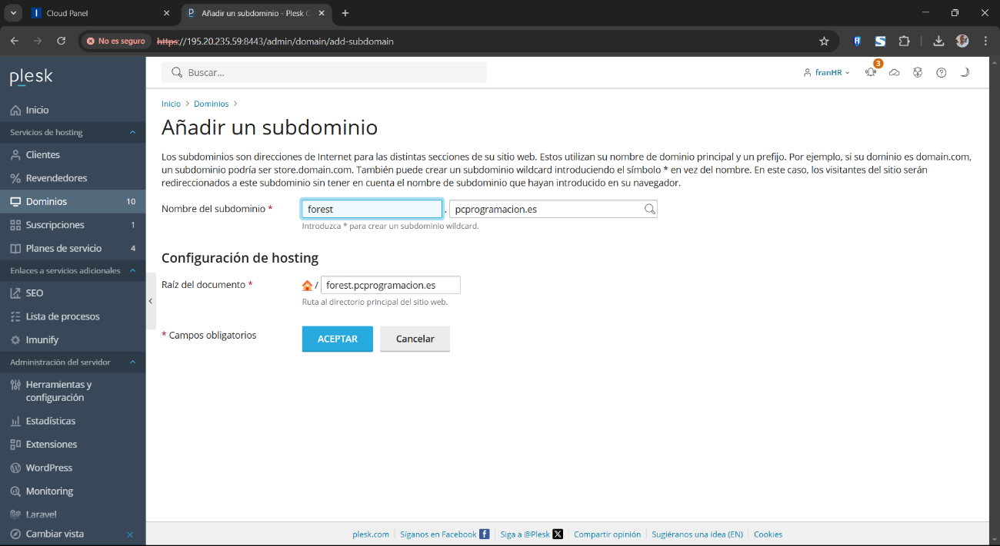 Cloud Panel
Añadir un subdominio - Plesk
No es seguro
https://195.20.235.59:8443/admin/domain/add-subdomain
plesk
Buscar...
franHR
3
Inicio
Servicios de hosting
Clientes
Revendedores
Dominios 10
Suscripciones 1
Planes de servicio 4
Enlaces a servicios adicionales
SEO
Lista de procesos
Imunify
Administración del servidor
Herramientas y
configuración
Estadísticas
Extensiones
WordPress
Monitoring
Laravel
Cambiar vista
Inicio > Dominios >
Añadir un subdominio
Los subdominios son direcciones de Internet para las distintas secciones de su sitio web. Estos utilizan su nombre de dominio principal y un prefijo. Por ejemplo, si su dominio es domain.com,
un subdominio podría ser store.domain.com. También puede crear un subdominio wildcard introduciendo el símbolo * en vez del nombre. En este caso, los visitantes del sitio serán
redireccionados a este subdominio sin tener en cuenta el nombre de subdominio que hayan introducido en su navegador.
Nombre del subdominio * forest . pcprogramacion.es
Introduzca * para crear un subdominio wildcard.
Configuración de hosting
Raíz del documento * / forest.pcprogramacion.es
Ruta al directorio principal del sitio web.
* Campos obligatorios ACEPTAR Cancelar
plesk.com Síganos en Facebook Siga a @Plesk Compartir opinión Sugiéranos una idea (EN) Cookies